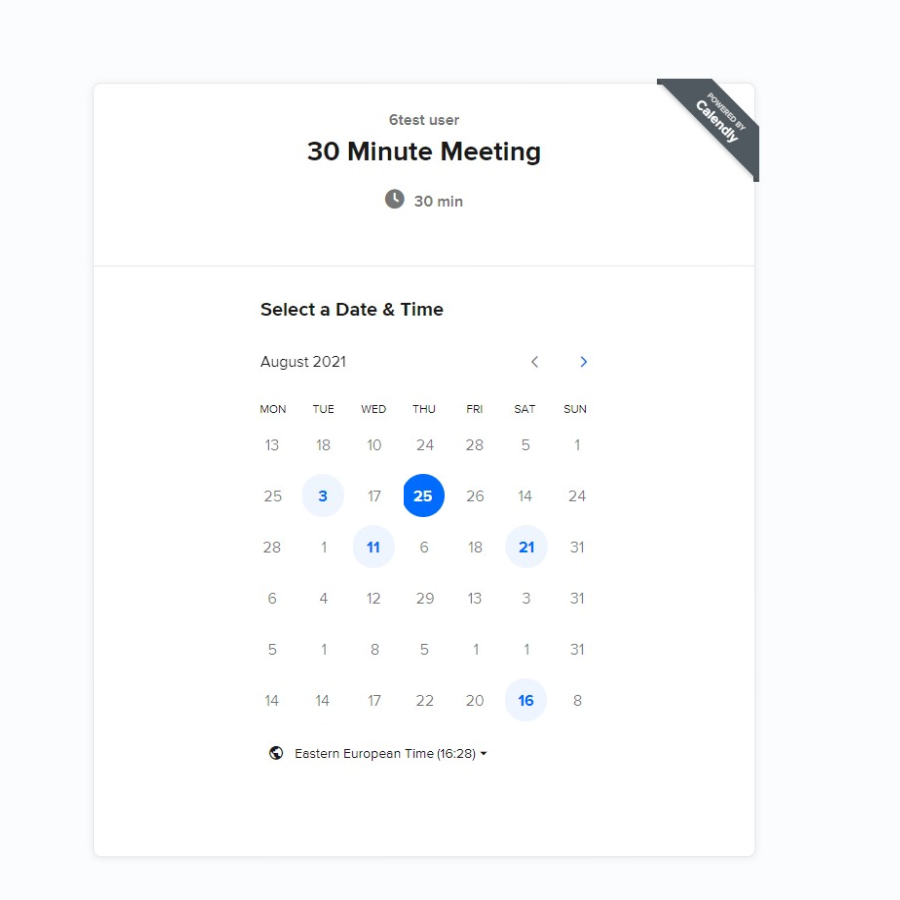 POWERED BY
Calendly
6test user
30 Minute Meeting
30 min
Select a Date & Time
August 2021
MON TUE WED THU FRI SAT SUN
13 18 10 24 28 5 1
25 3 17 25 26 14 24
28 1 11 6 18 21 31
6 4 12 29 13 3 31
5 1 8 5 1 1 31
14 14 17 22 20 16 8
Eastern European Time (16:28)